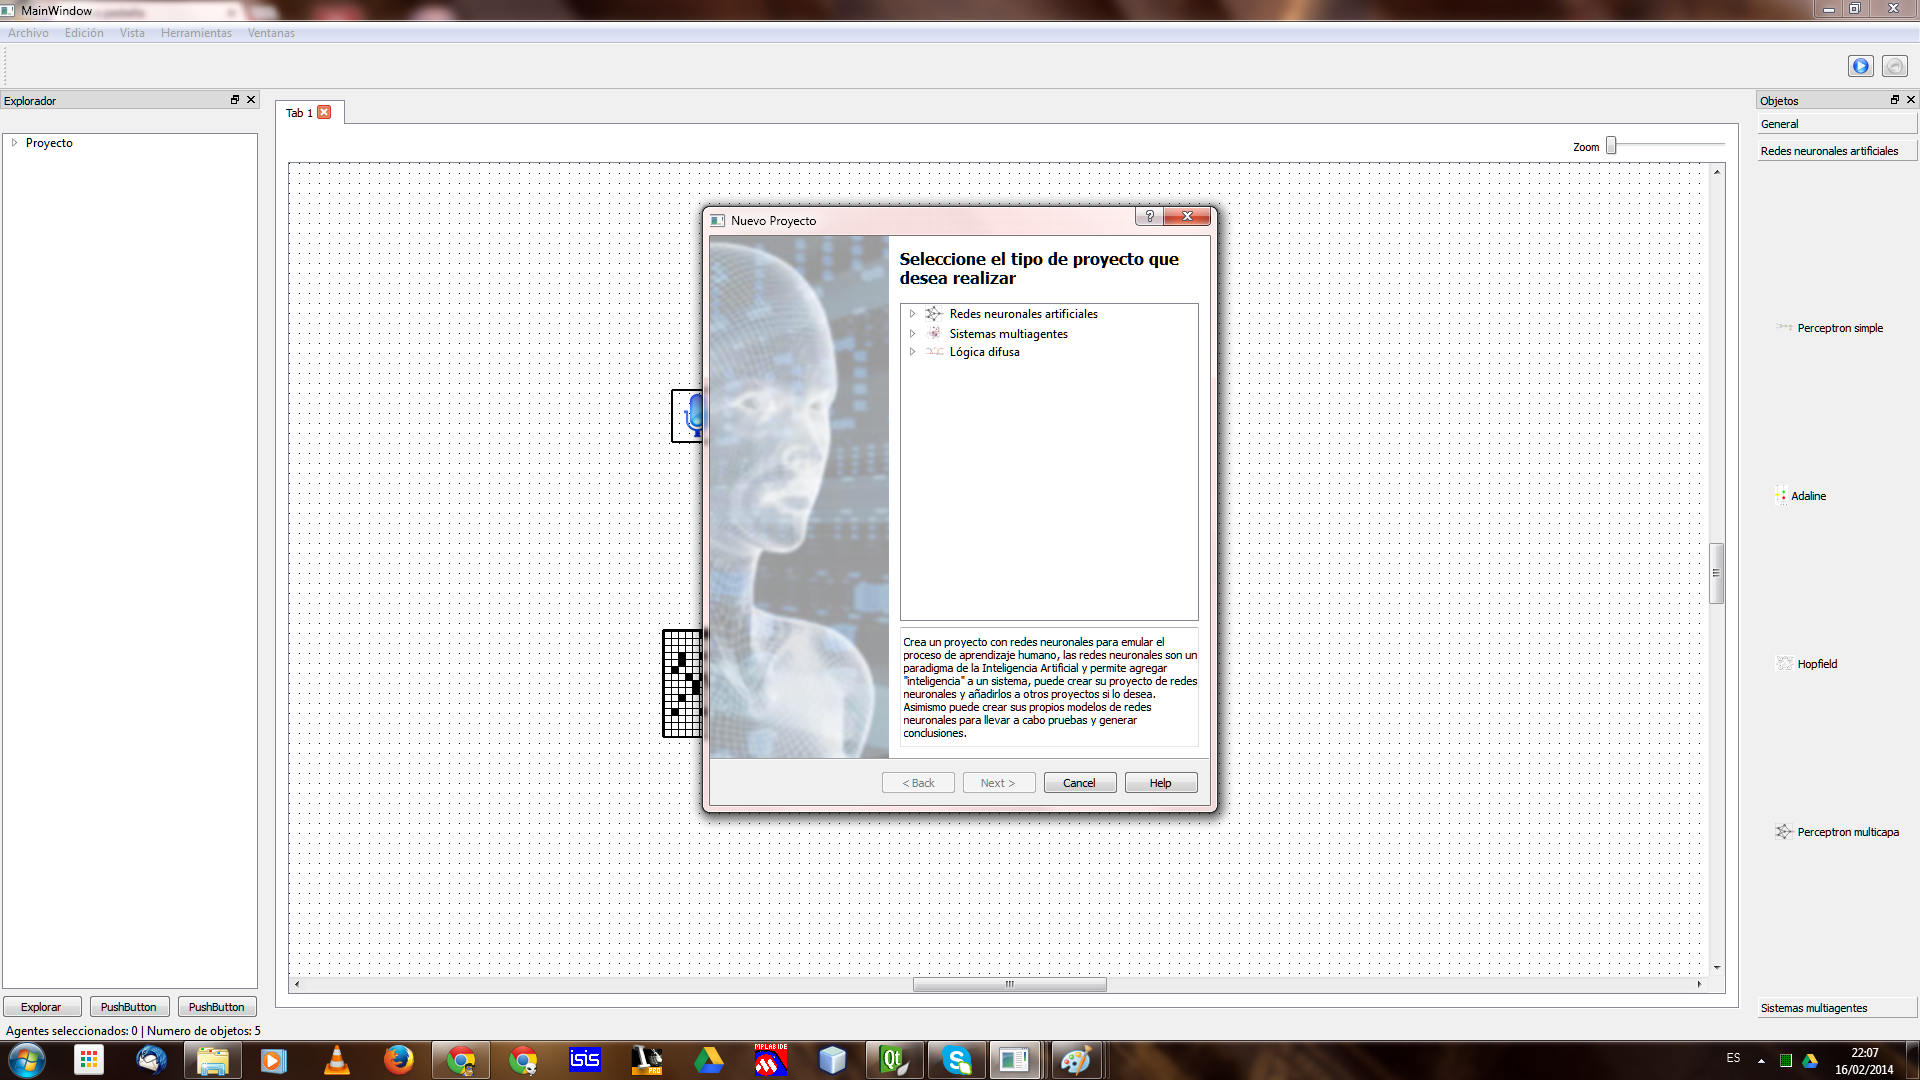 MainWindow
Archivo Edición Vista Herramientas Ventanas
Explorador
Proyecto
Tab 1
Zoom
Nuevo Proyecto
Seleccione el tipo de proyecto que
desea realizar
Redes neuronales artificiales
Sistemas multiagentes
Lógica difusa
Crea un proyecto con redes neuronales para emular el
proceso de aprendizaje humano, las redes neuronales son un
paradigma de la Inteligencia Artificial y permite agregar
"inteligencia" a un sistema, puede crear su proyecto de redes
neuronales y añadirlos a otros proyectos si lo desea.
Asimismo puede crear sus propios modelos de redes
neuronales para llevar a cabo pruebas y generar
conclusiones.
< Back Next > Cancel Help
Objetos
General
Redes neuronales artificiales
Perceptron simple
Adaline
Hopfield
Perceptron multicapa
Sistemas multiagentes
Explorar PushButton PushButton
Agentes seleccionados: 0 | Numero de objetos: 5
isis
PRO
MPLAB IDE
Qt
ES
22:07
16/02/2014